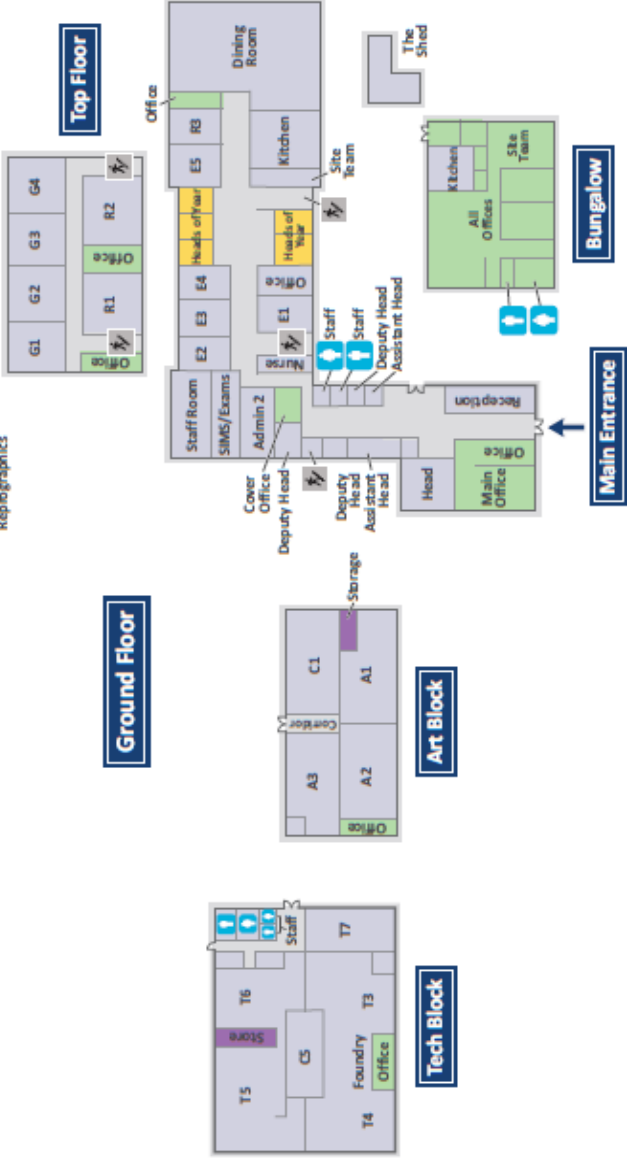 Reprographics
G1
G2
G3
G4
Office
R1
Office
R2
Top Floor
Ground Floor
Office
Staff Room
SIMS/Exams
Admin 2
E2
E3
E4
Heads of Year
E5
R3
Dining
Room
Nurse
E1
Office
Heads of
Year
Kitchen
Site
Team
Cover
Office
Deputy Head
Staff
Staff
Deputy Head
Assistant Head
Deputy
Head
Assistant
Head
Head
Main
Office
Office
Reception
Main Entrance
The
Shed
Kitchen
All
Offices
Site
Team
Bungalow
A3
Corridor
C1
Storage
Office
A2
A1
Art Block
T5
Store
T6
Staff
CS
T4
Foundry
Office
T3
T7
Tech Block